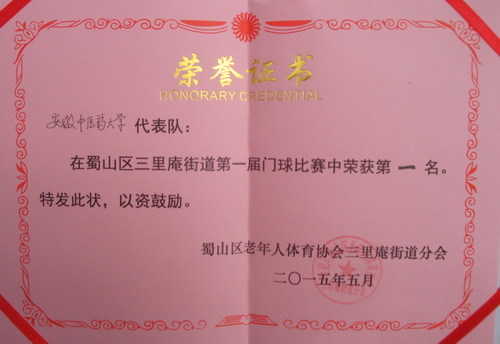 荣誉证书
HONORARY CREDENTIAL
安徽中医药大学 代表队：
在蜀山区三里庵街道第一届门球比赛中荣获第一名。
特发此状，以资鼓励。
蜀山区老年人体育协会三里庵街道分会
二〇一五年五月